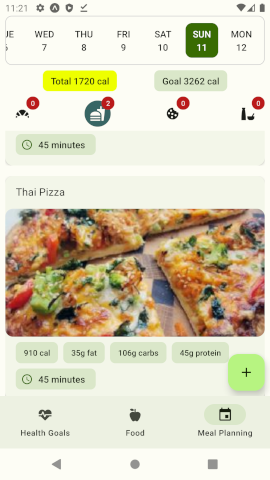 11:21
UE WED THU FRI SAT SUN MON
6 7 8 9 10 11 12
Total 1720 cal Goal 3262 cal
0 2 0 0
45 minutes
Thai Pizza
910 cal 35g fat 106g carbs 45g protein
45 minutes
+
Health Goals Food Meal Planning